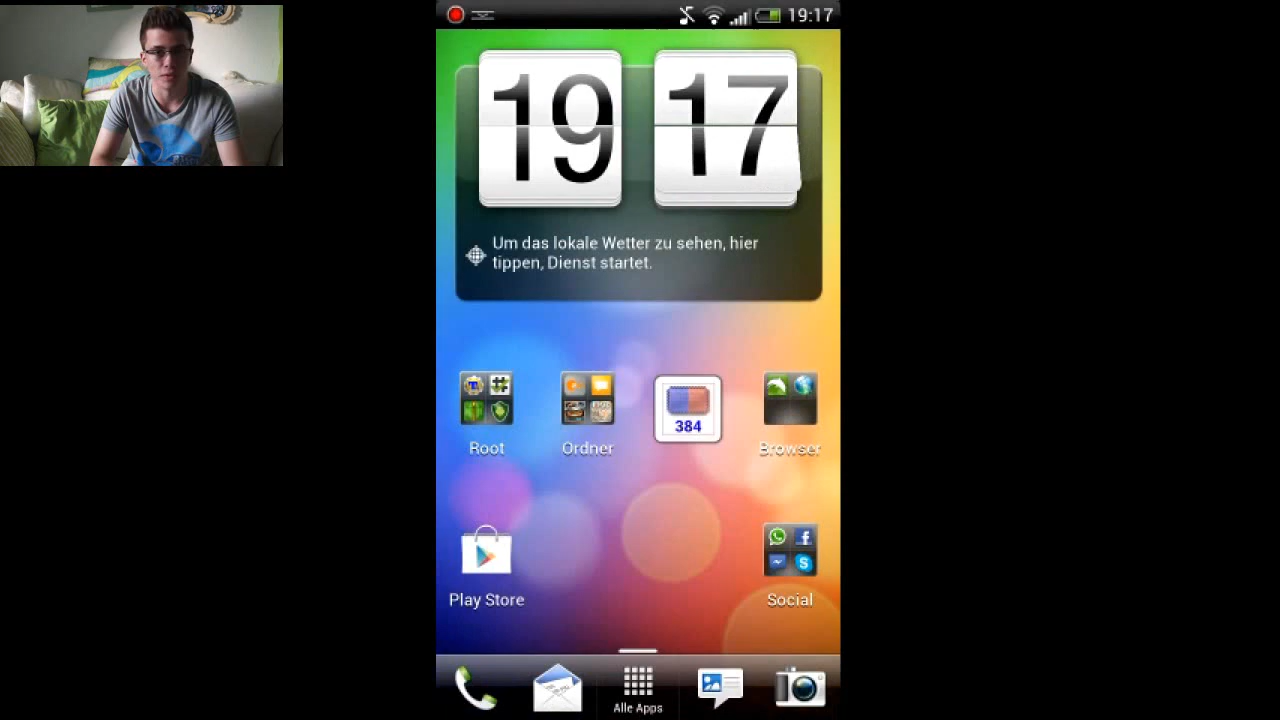 19:17
19
17
Um das lokale Wetter zu sehen, hier
tippen, Dienst startet.
384
Root
Ordner
Browser
Play Store
Social
Alle Apps